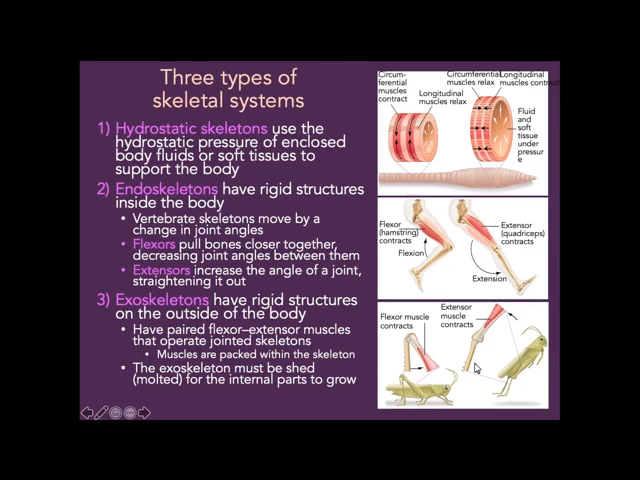 Three types of
skeletal systems
1) Hydrostatic skeletons use the
hydrostatic pressure of enclosed
body fluids or soft tissues to
support the body
2) Endoskeletons have rigid structures
inside the body
• Vertebrate skeletons move by a
change in joint angles
• Flexors pull bones closer together,
decreasing joint angles between them
• Extensors increase the angle of a joint,
straightening it out
3) Exoskeletons have rigid structures
on the outside of the body
• Have paired flexor–extensor muscles
that operate jointed skeletons
• Muscles are packed within the skeleton
• The exoskeleton must be shed
(molted) for the internal parts to grow
Circum-
ferential
muscles
contract
Longitudinal
muscles relax
Circumferential
muscles relax
Longitudinal
muscles contract
Fluid
and
soft
tissue
under
pressur
e
Flexor
(hamstring)
contracts
Flexion
Extensor
(quadriceps)
contracts
Extension
Flexor muscle
contracts
Extensor
muscle
contracts